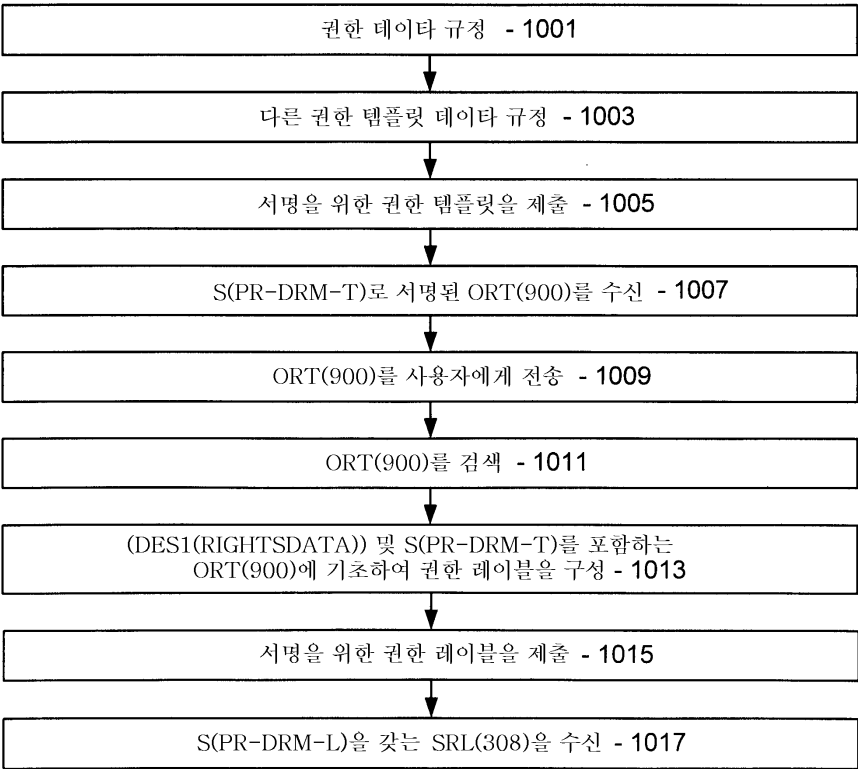 권한 데이타 규정 - 1001
다른 권한 템플릿 데이타 규정 - 1003
서명을 위한 권한 템플릿을 제출 - 1005
S(PR-DRM-T)로 서명된 ORT(900)를 수신 - 1007
ORT(900)를 사용자에게 전송 - 1009
ORT(900)를 검색 - 1011
(DES1(RIGHTSDATA)) 및 S(PR-DRM-T)를 포함하는
ORT(900)에 기초하여 권한 레이블을 구성 - 1013
서명을 위한 권한 레이블을 제출 - 1015
S(PR-DRM-L)을 갖는 SRL(308)을 수신 - 1017